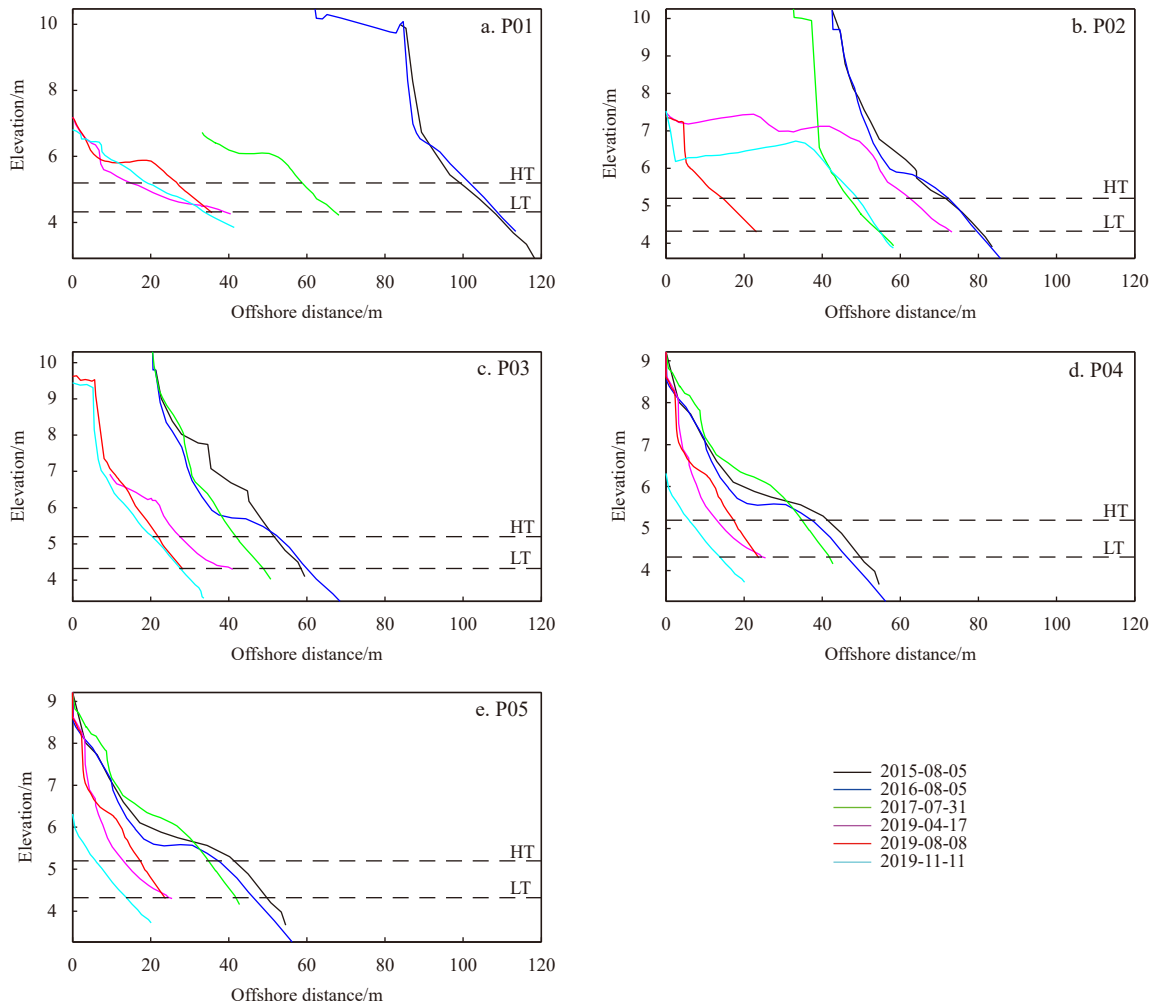 a. P01
10
8
6
4
Elevation/m
HT
LT
0 20 40 60 80 100 120
Offshore distance/m
b. P02
10
9
8
7
6
5
4
Elevation/m
HT
LT
0 20 40 60 80 100 120
Offshore distance/m
c. P03
10
9
8
7
6
5
4
Elevation/m
HT
LT
0 20 40 60 80 100 120
Offshore distance/m
d. P04
9
8
7
6
5
4
Elevation/m
HT
LT
0 20 40 60 80 100 120
Offshore distance/m
e. P05
9
8
7
6
5
4
Elevation/m
HT
LT
0 20 40 60 80 100 120
Offshore distance/m
2015-08-05
2016-08-05
2017-07-31
2019-04-17
2019-08-08
2019-11-11